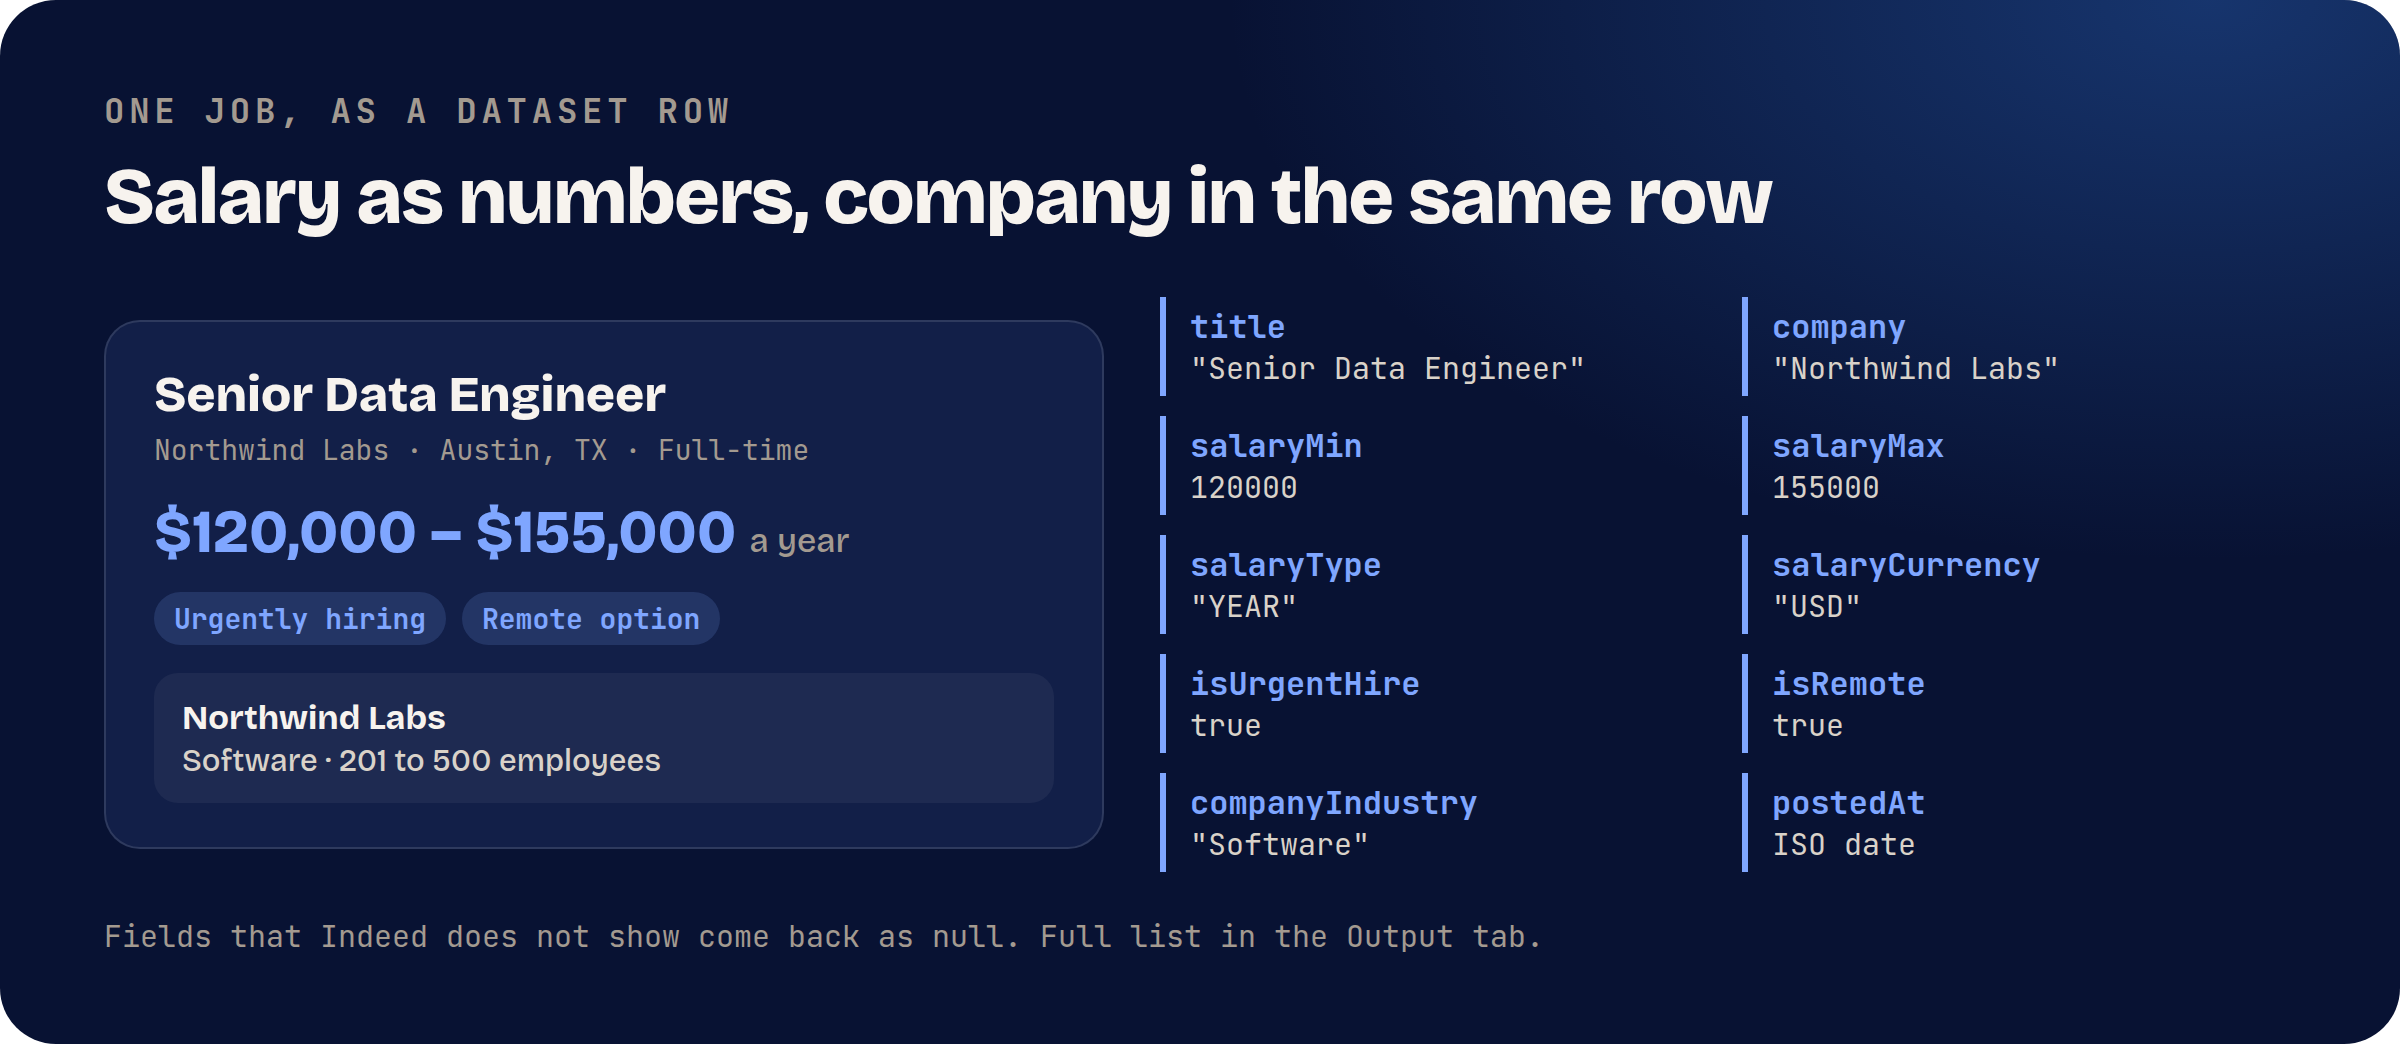 ONE JOB, AS A DATASET ROW
Salary as numbers, company in the same row
Senior Data Engineer
Northwind Labs · Austin, TX · Full-time
$120,000 – $155,000 a year
Urgently hiring
Remote option
Northwind Labs
Software · 201 to 500 employees
title
"Senior Data Engineer"
company
"Northwind Labs"
salaryMin
120000
salaryMax
155000
salaryType
"YEAR"
salaryCurrency
"USD"
isUrgentHire
true
isRemote
true
companyIndustry
"Software"
postedAt
ISO date
Fields that Indeed does not show come back as null. Full list in the Output tab.